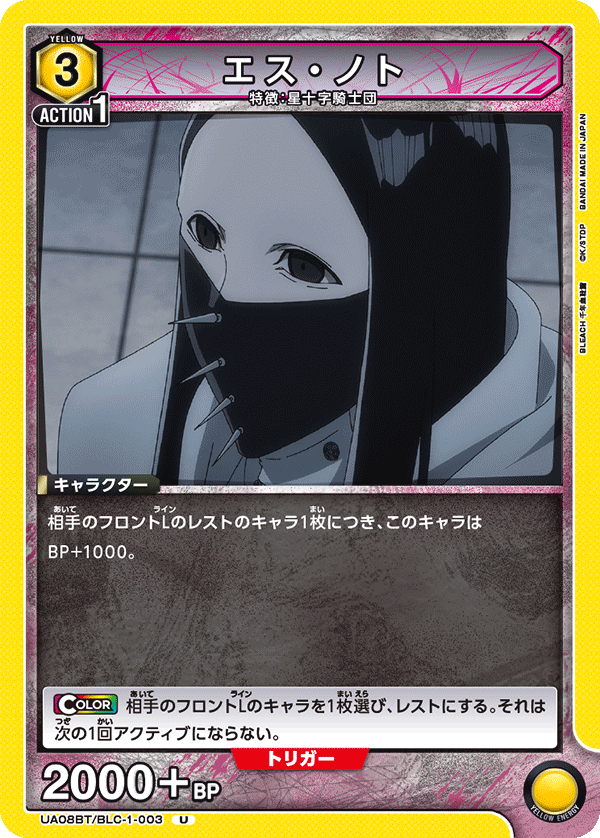 YELLOW
3
ACTION 1
エス・ノト
特徴：星十字騎士団
BLEACH 千年血戦篇 ©K/STDP BANDAI MADE IN JAPAN
キャラクター
相手のフロントLのレストのキャラ1枚につき、このキャラは
BP+1000。
COLOR 相手のフロントLのキャラを1枚選び、レストにする。それは
次の1回アクティブにならない。
トリガー
2000+BP
YELLOW ENERGY
UA08BT/BLC-1-003 U